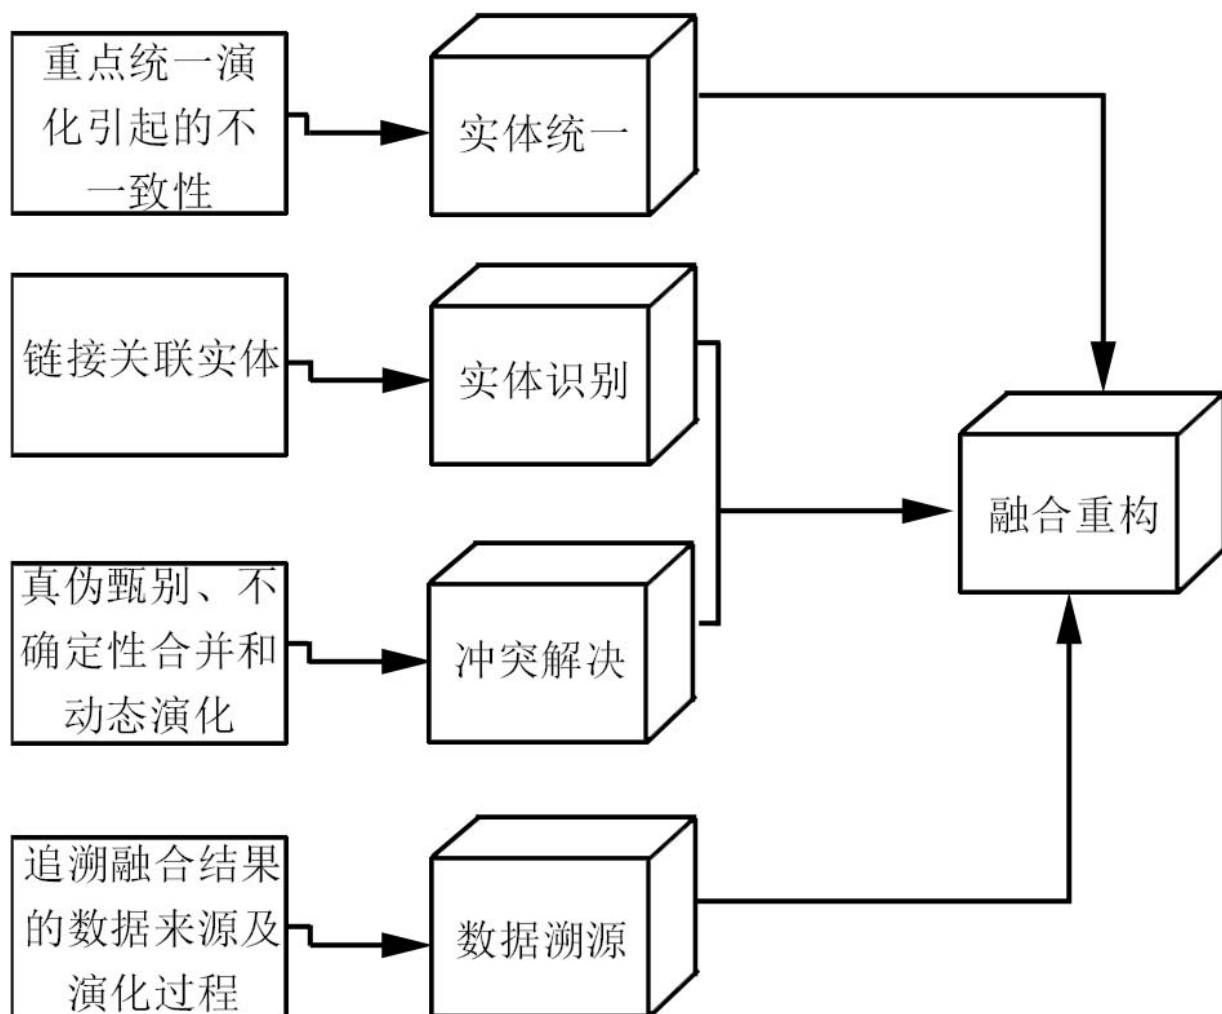 重点统一演
化引起的不
一致性
实体统一
链接关联实体
实体识别
融合重构
真伪甄别、不
确定性合并和
动态演化
冲突解决
追溯融合结果
的数据来源及
演化过程
数据溯源